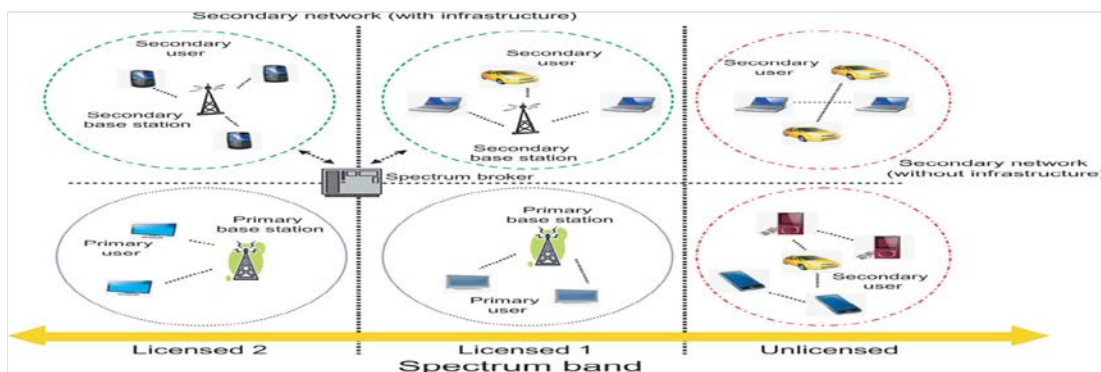 Secondary network (with infrastructure)
Secondary
user
Secondary
base station
Secondary
user
Secondary
base station
Secondary
user
Spectrum broker
Secondary network
(without infrastructure)
Primary
base station
Primary
user
Primary
base station
Primary
user
Secondary
user
Licensed 2
Licensed 1
Unlicensed
Spectrum band